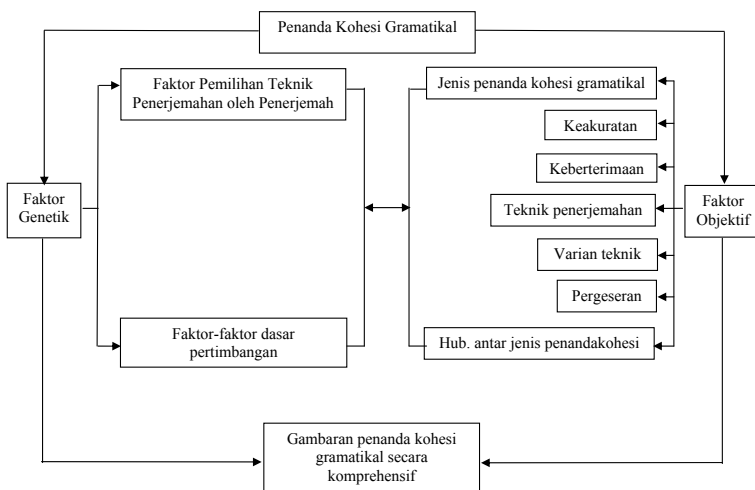 Penanda Kohesi Gramatikal
Faktor Pemilihan Teknik
Penerjemahan oleh Penerjemah
Jenis penanda kohesi gramatikal
Keakuratan
Keberterimaan
Faktor
Genetik
Teknik penerjemahan
Faktor
Objektif
Varian teknik
Pergeseran
Faktor-faktor dasar
pertimbangan
Hub. antar jenis penandakohesi
Gambaran penanda kohesi
gramatikal secara
komprehensif